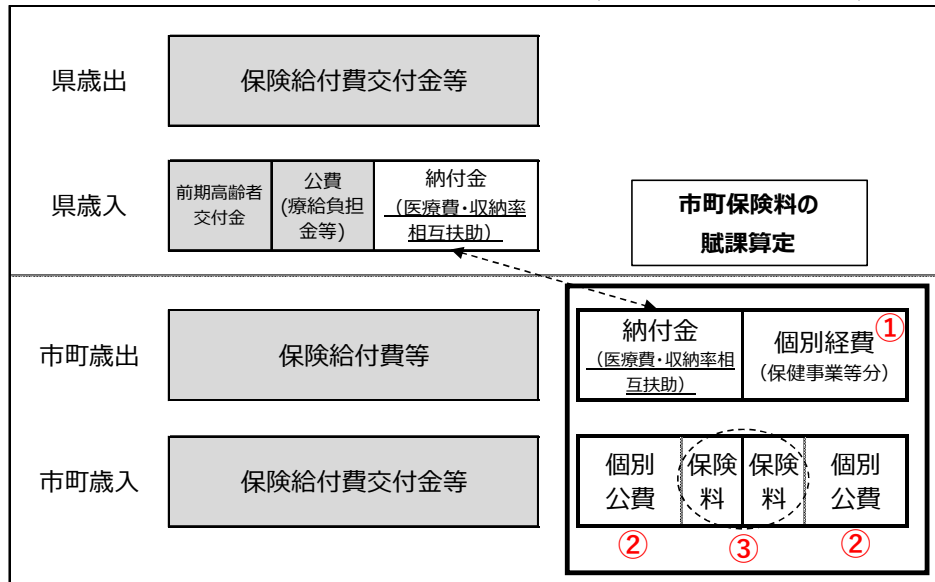 県歳出
保険給付費交付金等
県歳入
前期高齢者
交付金
公費
(療給負担
金等)
納付金
（医療費・収納率
相互扶助）
市町保険料の
賦課算定
市町歳出
保険給付費等
納付金
（医療費・収納率相
互扶助）
個別経費
（保健事業等分）
①
市町歳入
保険給付費交付金等
個別
公費
保険
料
保険
料
個別
公費
②
③
②